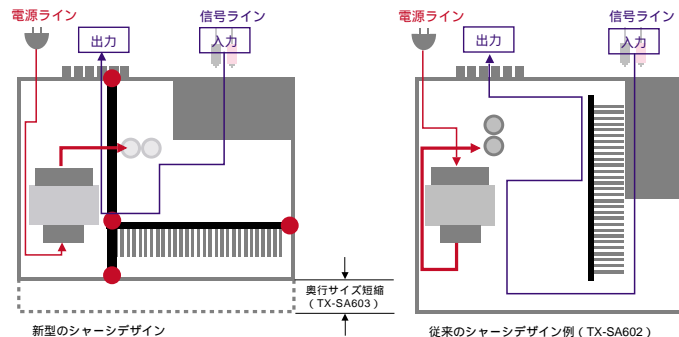 電源ライン
信号ライン
出力
入力
奥行サイズ短縮
（TX-SA603）
新型のシャーシデザイン
電源ライン
信号ライン
出力
入力
従来のシャーシデザイン例（TX-SA602）